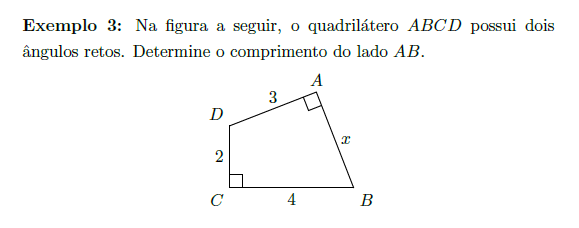 Exemplo 3: Na figura a seguir, o quadrilátero ABCD possui dois
ângulos retos. Determine o comprimento do lado AB.
A
3
D
x
2
C
4
B